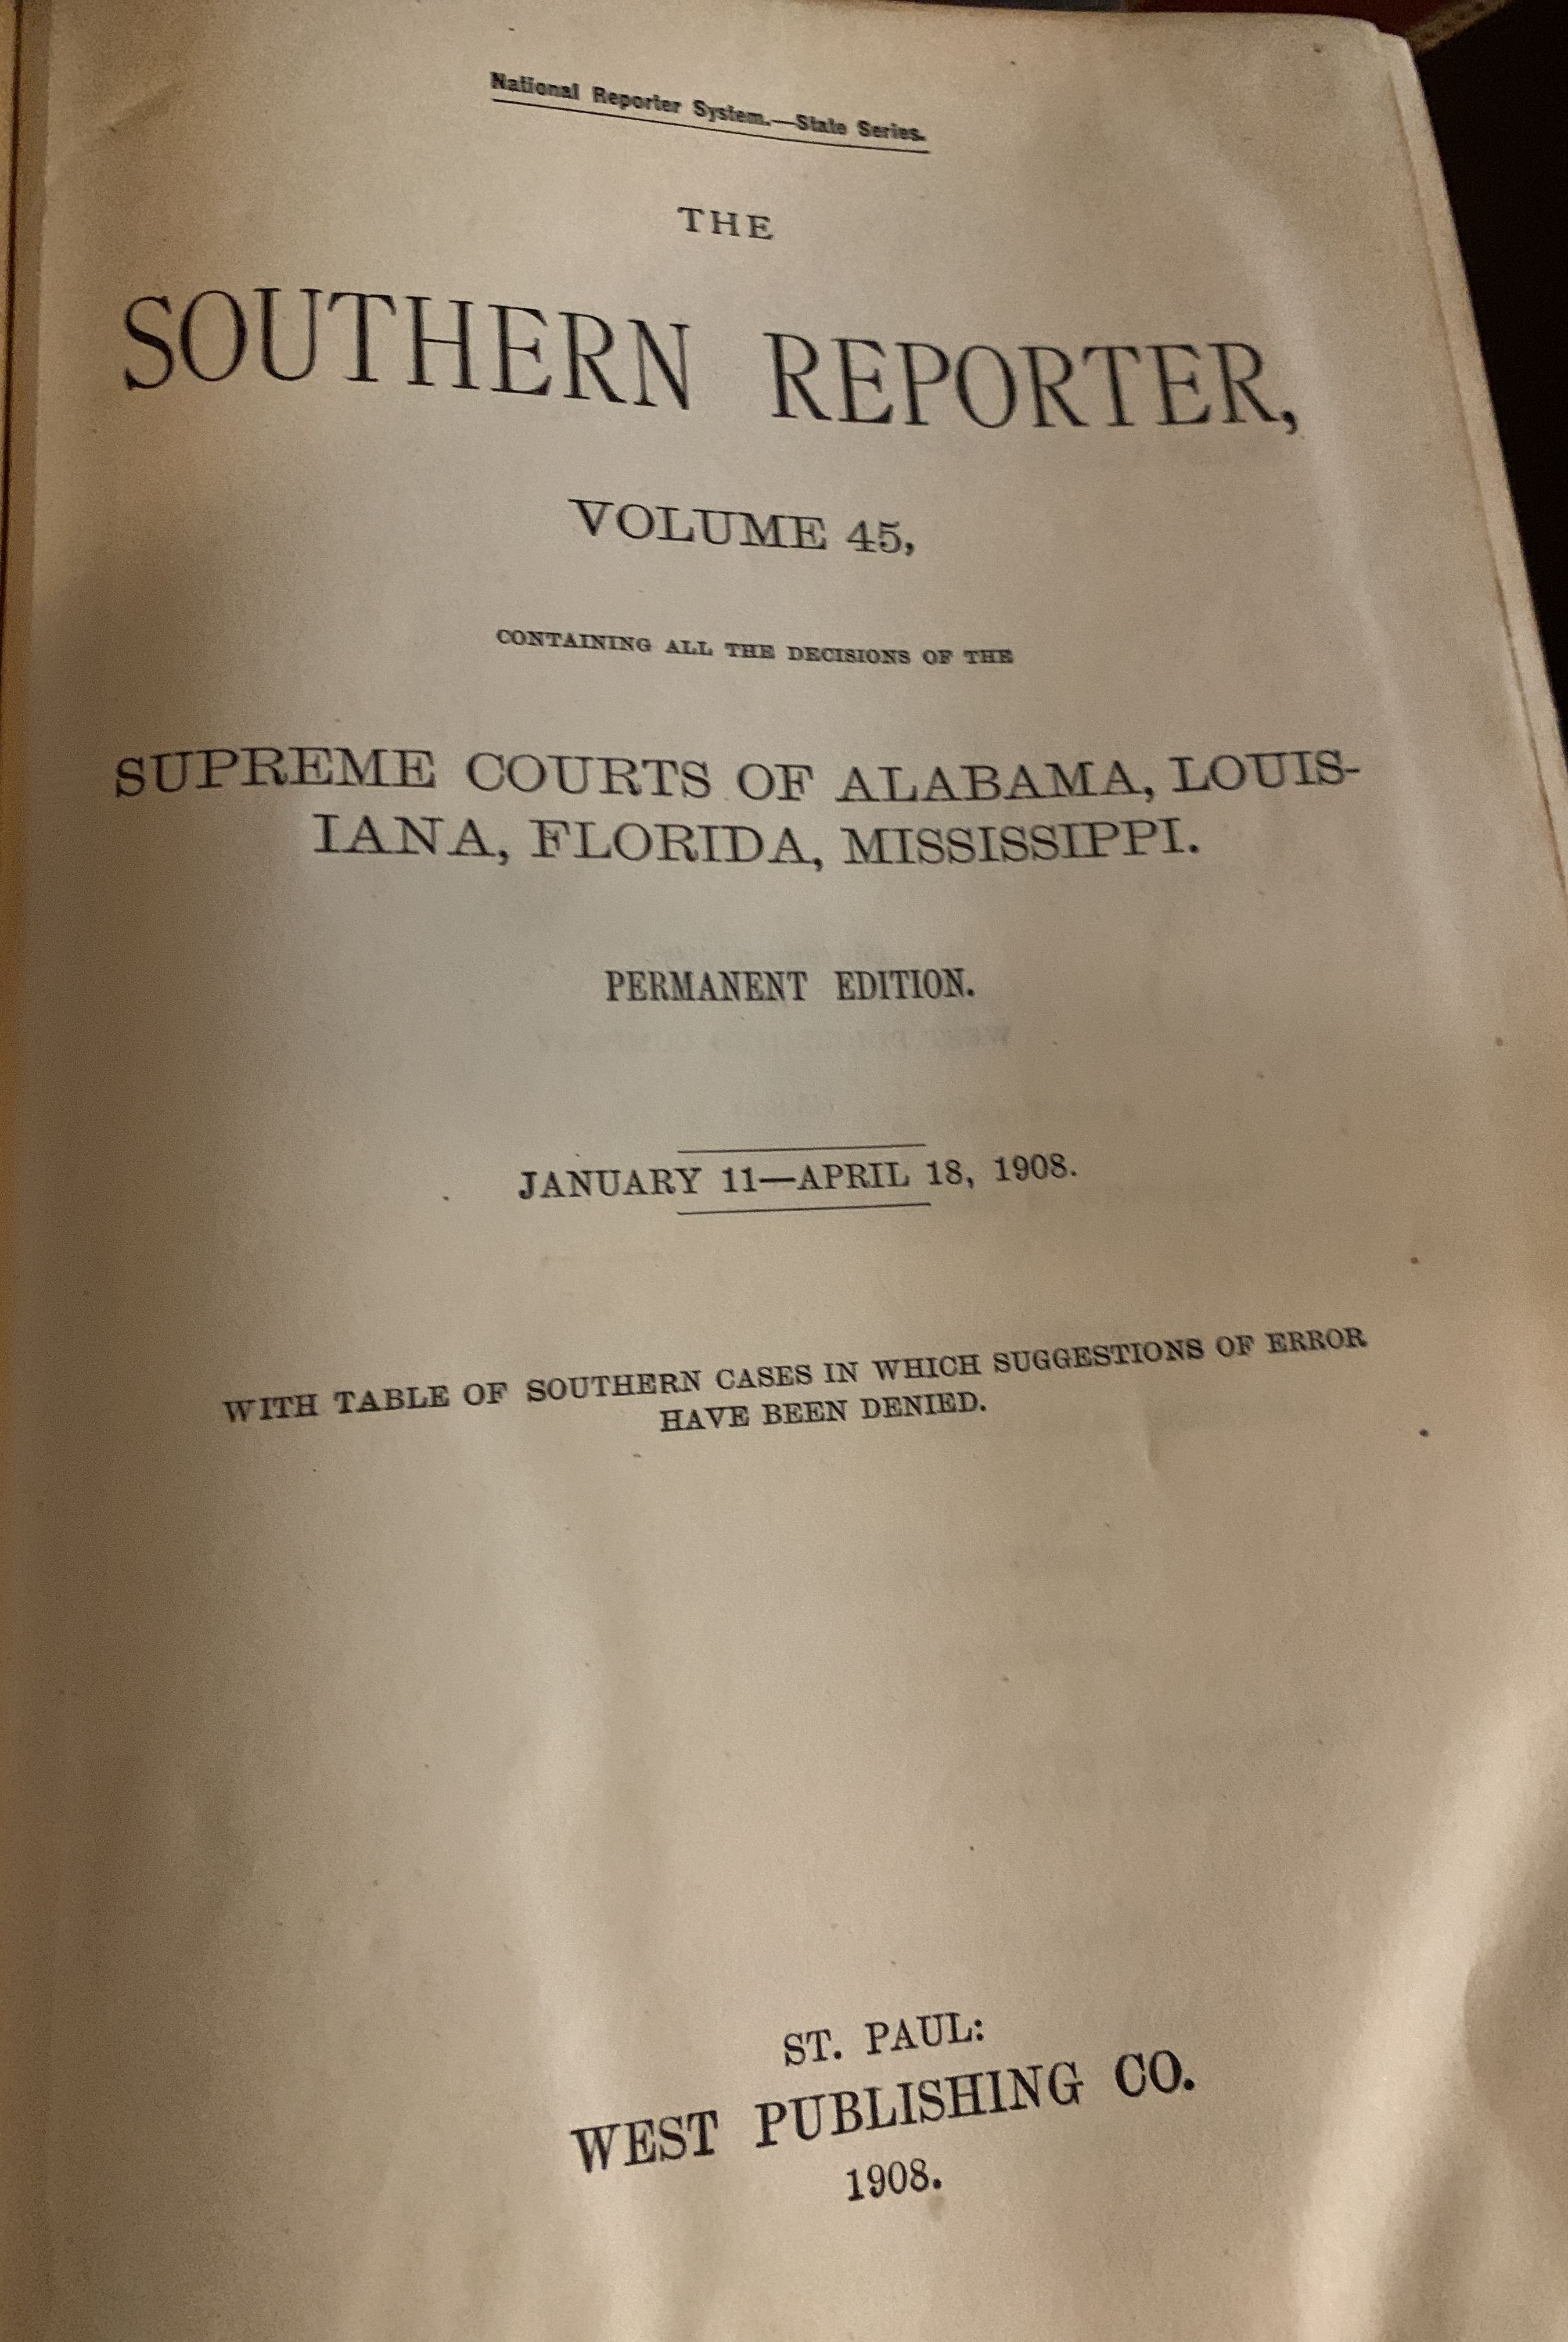 National Reporter System.—State Series.
THE
SOUTHERN REPORTER,
VOLUME 45,
CONTAINING ALL THE DECISIONS OF THE
SUPREME COURTS OF ALABAMA, LOUIS-
IANA, FLORIDA, MISSISSIPPI.
PERMANENT EDITION.
JANUARY 11—APRIL 18, 1908.
WITH TABLE OF SOUTHERN CASES IN WHICH SUGGESTIONS OF ERROR
HAVE BEEN DENIED.
ST. PAUL:
WEST PUBLISHING CO.
1908.